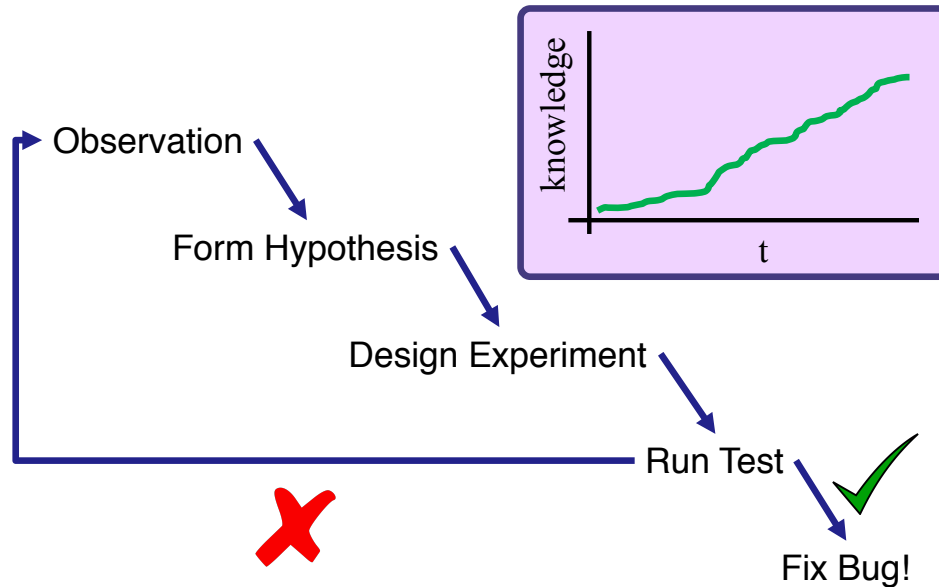 knowledge
t
Observation
Form Hypothesis
Design Experiment
Run Test
Fix Bug!